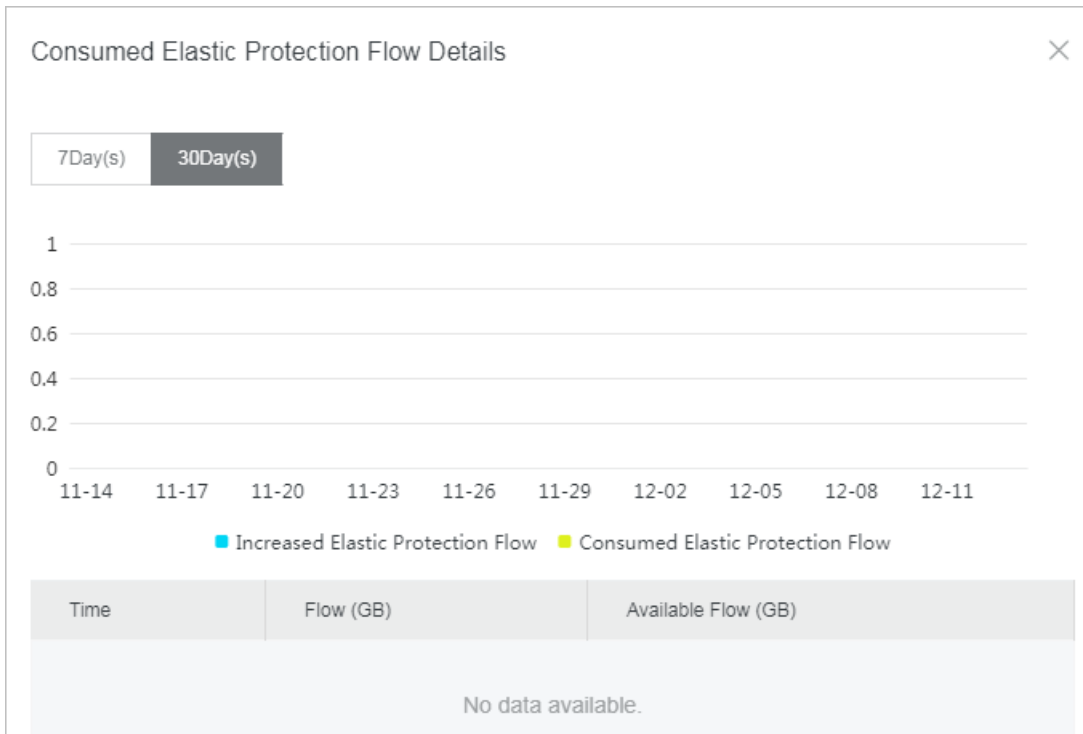 Consumed Elastic Protection Flow Details
7Day(s) 30Day(s)
1
0.8
0.6
0.4
0.2
0
11-14 11-17 11-20 11-23 11-26 11-29 12-02 12-05 12-08 12-11
Increased Elastic Protection Flow Consumed Elastic Protection Flow
Time Flow (GB) Available Flow (GB)
No data available.